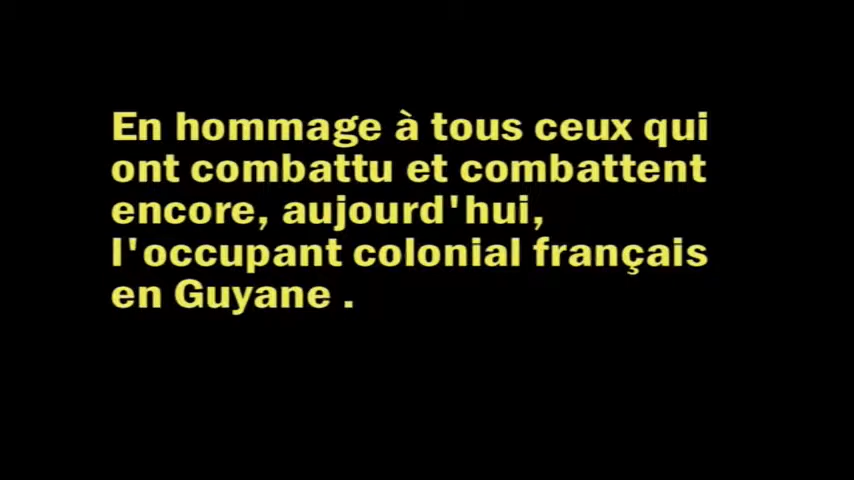 En hommage à tous ceux qui
ont combattu et combattent
encore, aujourd'hui,
l'occupant colonial français
en Guyane .